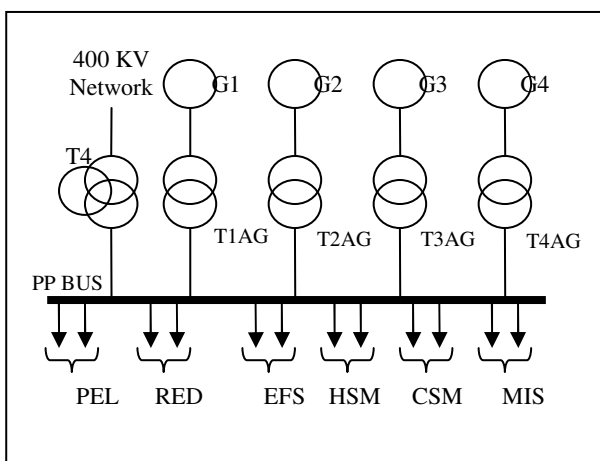 400 KV
Network
G1
G2
G3
G4
T4
T1AG
T2AG
T3AG
T4AG
PP BUS
PEL
RED
EFS
HSM
CSM
MIS